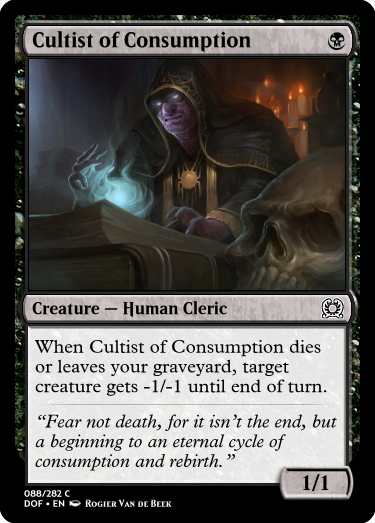 Cultist of Consumption
Creature — Human Cleric
When Cultist of Consumption dies
or leaves your graveyard, target
creature gets -1/-1 until end of turn.
“Fear not death, for it isn't the end, but
a beginning to an eternal cycle of
consumption and rebirth.”
1/1
088/282 C
DOF • EN Rogier Van de Beek